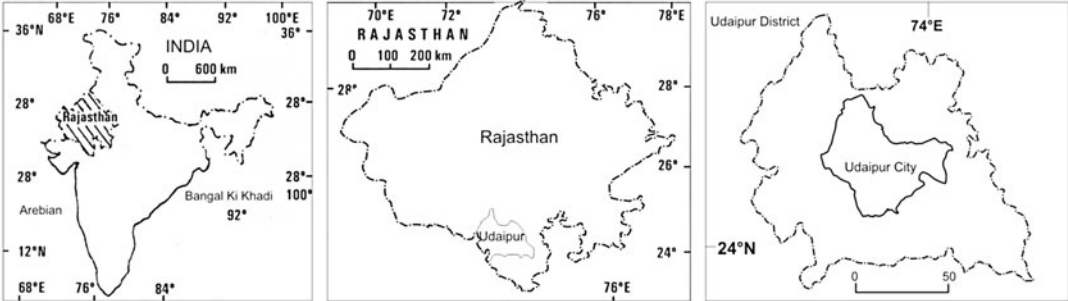 68°E 76° 84° 92° 100°E
36°N
36°
INDIA
0 600 km
28°
28°
Rajasthan
28°
28°
100°
Bangal Ki Khadi
92°
Arebian
12°N
12°
68°E 76° 84°
70°E 72°E 76° 78°E
RAJASTHAN
0 100 200 km
28°
28°
Rajasthan
26°
Udaipur
24°
76°E
Udaipur District
74°E
Udaipur City
24°N
0 50